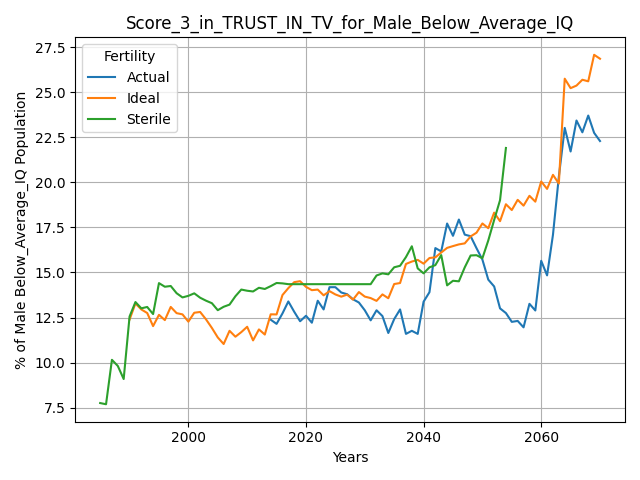 Score_3_in_TRUST_IN_TV_for_Male_Below_Average_IQ
% of Male Below_Average_IQ Population
27.5
25.0
22.5
20.0
17.5
15.0
12.5
10.0
7.5
Fertility
Actual
Ideal
Sterile
2000
2020
2040
2060
Years